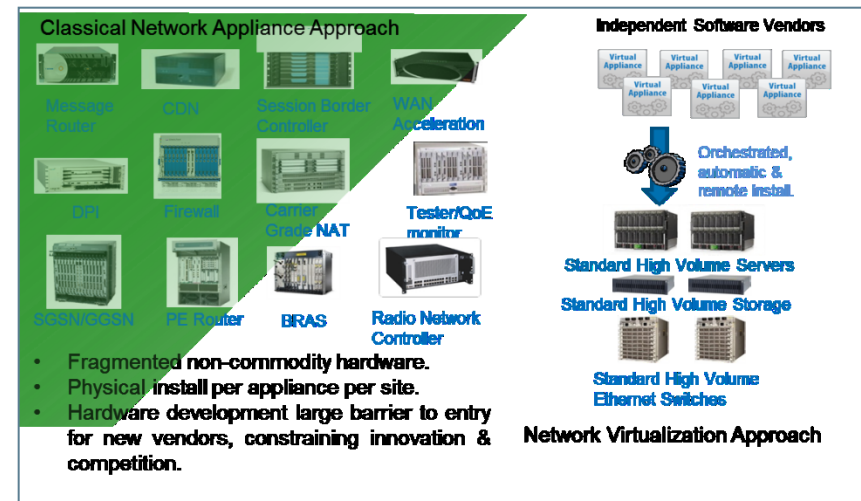 Classical Network Appliance Approach
Message
Router
CDN
Session Border
Controller
WAN
Acceleration
DPI
Firewall
Carrier
Grade NAT
Tester/QoE
monitor
SGSN/GGSN
PE Router
BRAS
Radio Network
Controller
• Fragmented non-commodity hardware.
• Physical install per appliance per site.
• Hardware development large barrier to entry
for new vendors, constraining innovation &
competition.
Independent Software Vendors
Virtual
Appliance
Virtual
Appliance
Virtual
Appliance
Virtual
Appliance
Virtual
Appliance
Virtual
Appliance
Virtual
Appliance
Orchestrated,
automatic &
remote install.
Standard High Volume Servers
Standard High Volume Storage
Standard High Volume
Ethernet Switches
Network Virtualization Approach